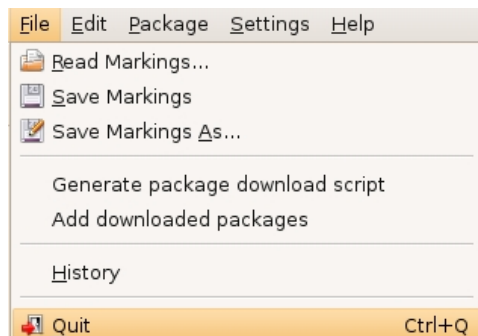 File Edit Package Settings Help
Read Markings...
Save Markings
Save Markings As...
Generate package download script
Add downloaded packages
History
Quit Ctrl+Q